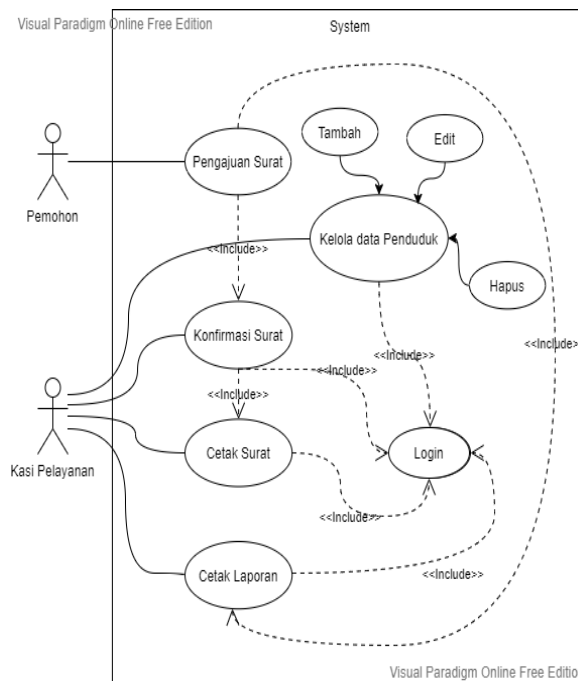 Visual Paradigm Online Free Edition
System
Tambah
Edit
Pengajuan Surat
Pemohon
Kelola data Penduduk
<<Include>>
Hapus
Konfirmasi Surat
<<Include>>
<<Include>>
<<Include>>
<<Include>>
Kasi Pelayanan
Cetak Surat
Login
<<Include>>
Cetak Laporan
<<Include>>
Visual Paradigm Online Free Edition